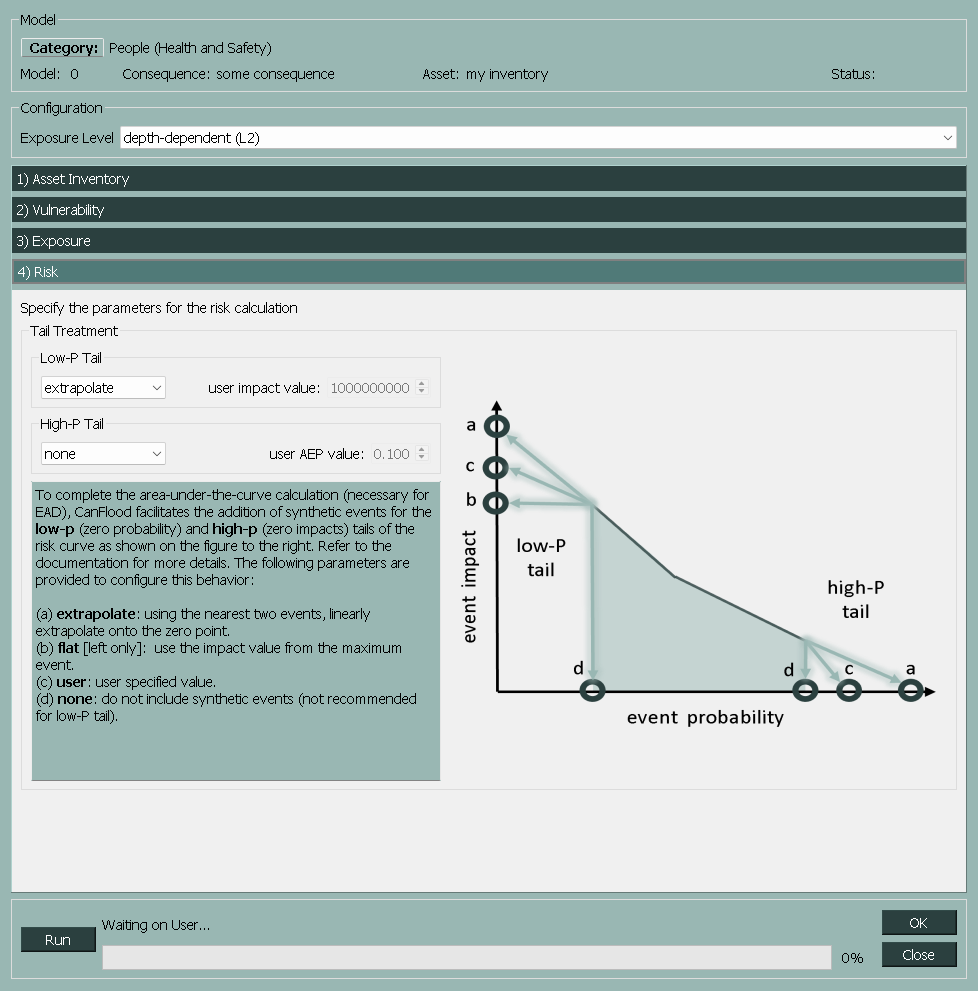 Model
Category: People (Health and Safety)
Model: 0 Consequence: some consequence Asset: my inventory Status:
Configuration
Exposure Level depth-dependent (L2)
1) Asset Inventory
2) Vulnerability
3) Exposure
4) Risk
Specify the parameters for the risk calculation
Tail Treatment
Low-P Tail
extrapolate user impact value: 1000000000
High-P Tail
none user AEP value: 0.100
To complete the area-under-the-curve calculation (necessary for
EAD), CanFlood facilitates the addition of synthetic events for the
low-p (zero probability) and high-p (zero impacts) tails of the
risk curve as shown on the figure to the right. Refer to the
documentation for more details. The following parameters are
provided to configure this behavior:
(a) extrapolate: using the nearest two events, linearly
extrapolate onto the zero point.
(b) flat [left only]: use the impact value from the maximum
event.
(c) user: user specified value.
(d) none: do not include synthetic events (not recommended
for low-P tail).
a
c
b
event impact
low-P
tail
high-P
tail
d
d
c
a
event probability
Run
Waiting on User...
0%
OK
Close